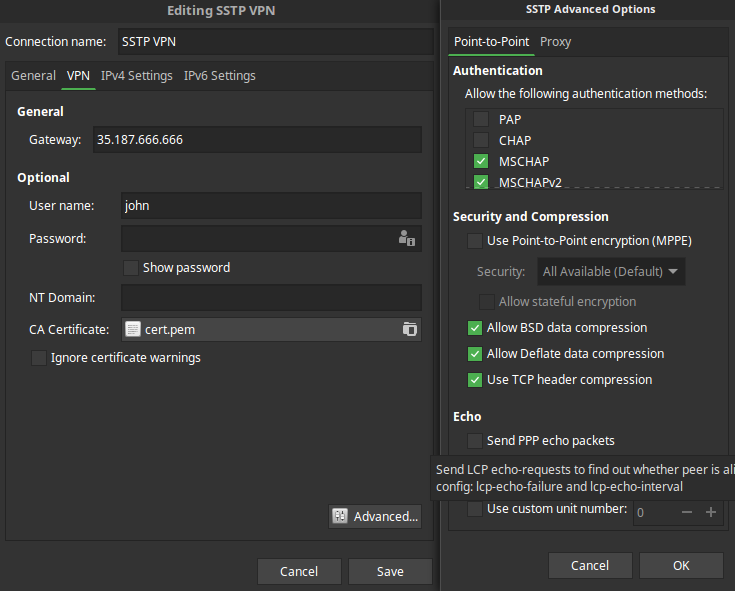 Editing SSTP VPN
Connection name: SSTP VPN
General VPN IPv4 Settings IPv6 Settings
General
Gateway: 35.187.666.666
Optional
User name: john
Password:
Show password
NT Domain:
CA Certificate: cert.pem
Ignore certificate warnings
Advanced...
Cancel Save
SSTP Advanced Options
Point-to-Point Proxy
Authentication
Allow the following authentication methods:
PAP
CHAP
MSCHAP
MSCHAPv2
Security and Compression
Use Point-to-Point encryption (MPPE)
Security: All Available (Default)
Allow stateful encryption
Allow BSD data compression
Allow Deflate data compression
Use TCP header compression
Echo
Send PPP echo packets
Send LCP echo-requests to find out whether peer is ali
config: lcp-echo-failure and lcp-echo-interval
Use custom unit number: 0 − +
Cancel OK